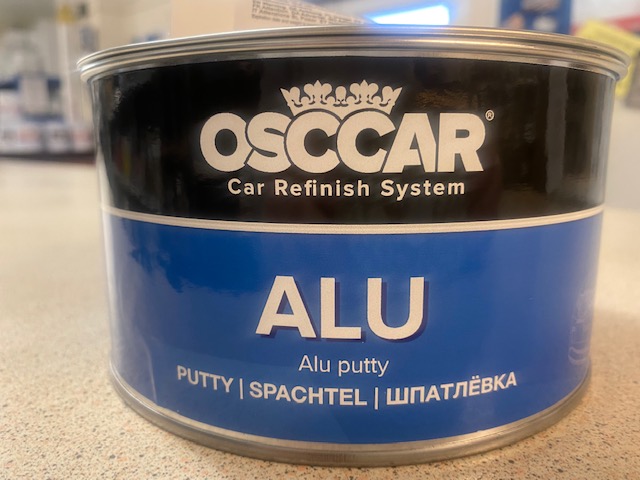 OSCCAR®
Car Refinish System
ALU
Alu putty
PUTTY | SPACHTEL | ШПАТЛЁВКА